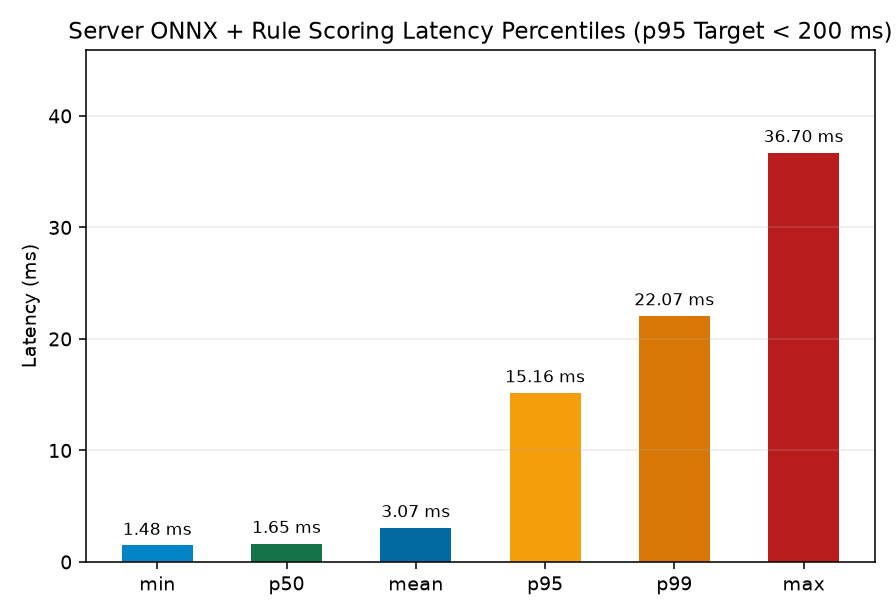 Server ONNX + Rule Scoring Latency Percentiles (p95 Target < 200 ms)
Latency (ms)
40
30
20
10
0
1.48 ms
1.65 ms
3.07 ms
15.16 ms
22.07 ms
36.70 ms
min
p50
mean
p95
p99
max